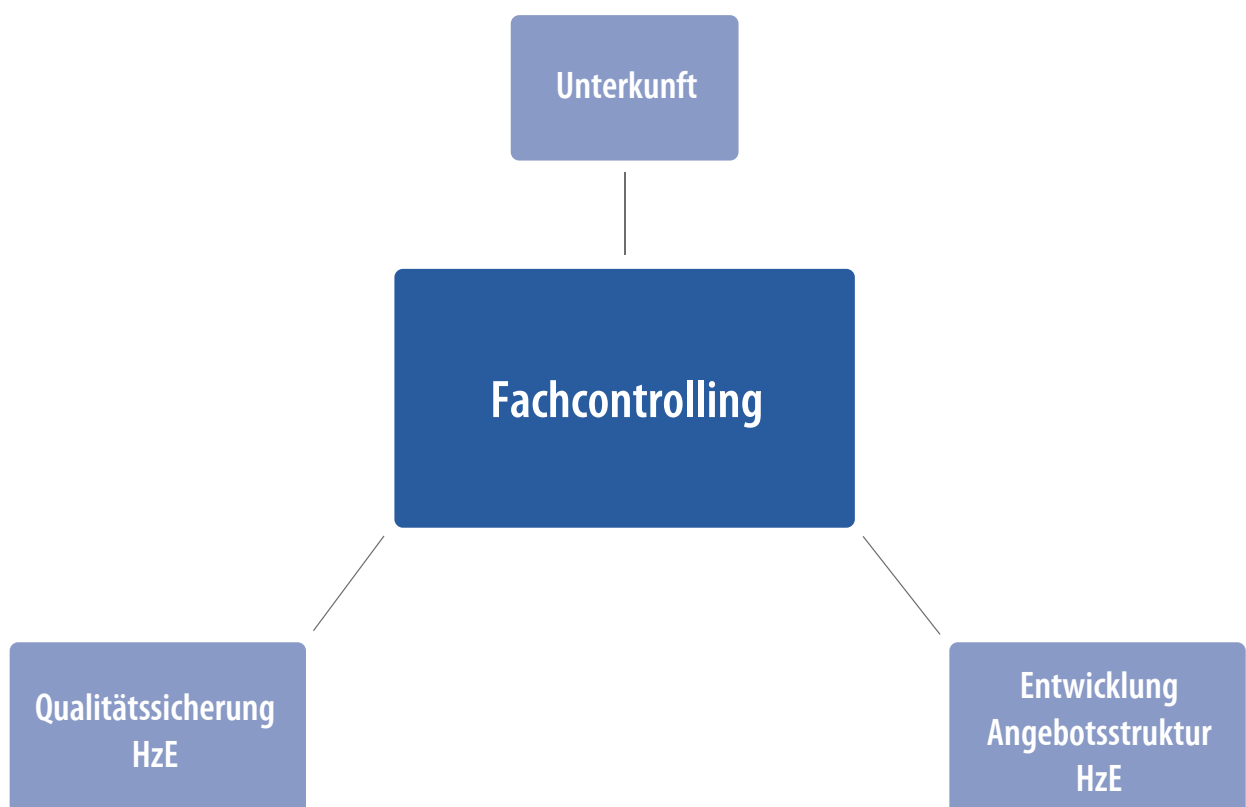 Unterkunft
Fachcontrolling
Qualitätssicherung
HzE
Entwicklung
Angebotsstruktur
HzE